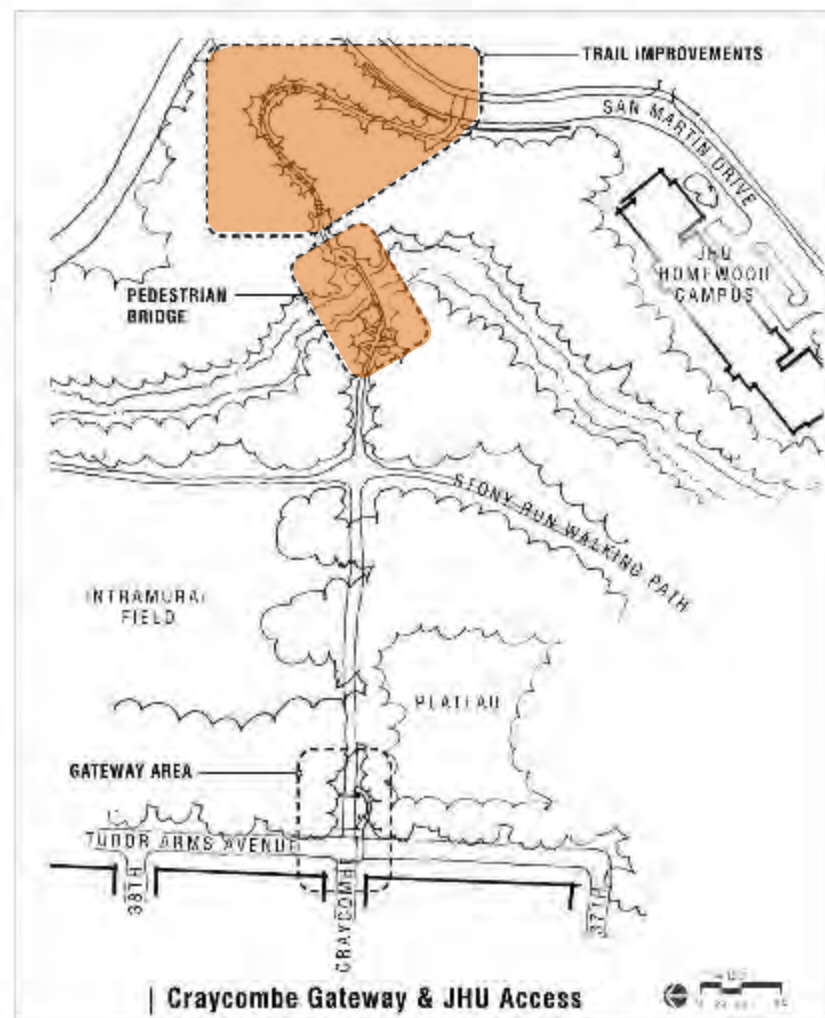 TRAIL IMPROVEMENTS
SAN MARTIN DRIVE
JHU
HOMEWOOD
CAMPUS
PEDESTRIAN
BRIDGE
STONY RUN WALKING PATH
INTRAMURAL
FIELD
PLATEAU
GATEWAY AREA
TUDOR ARMS AVENUE
38TH
CRAYCOMBE
37TH
| Craycombe Gateway & JHU Access